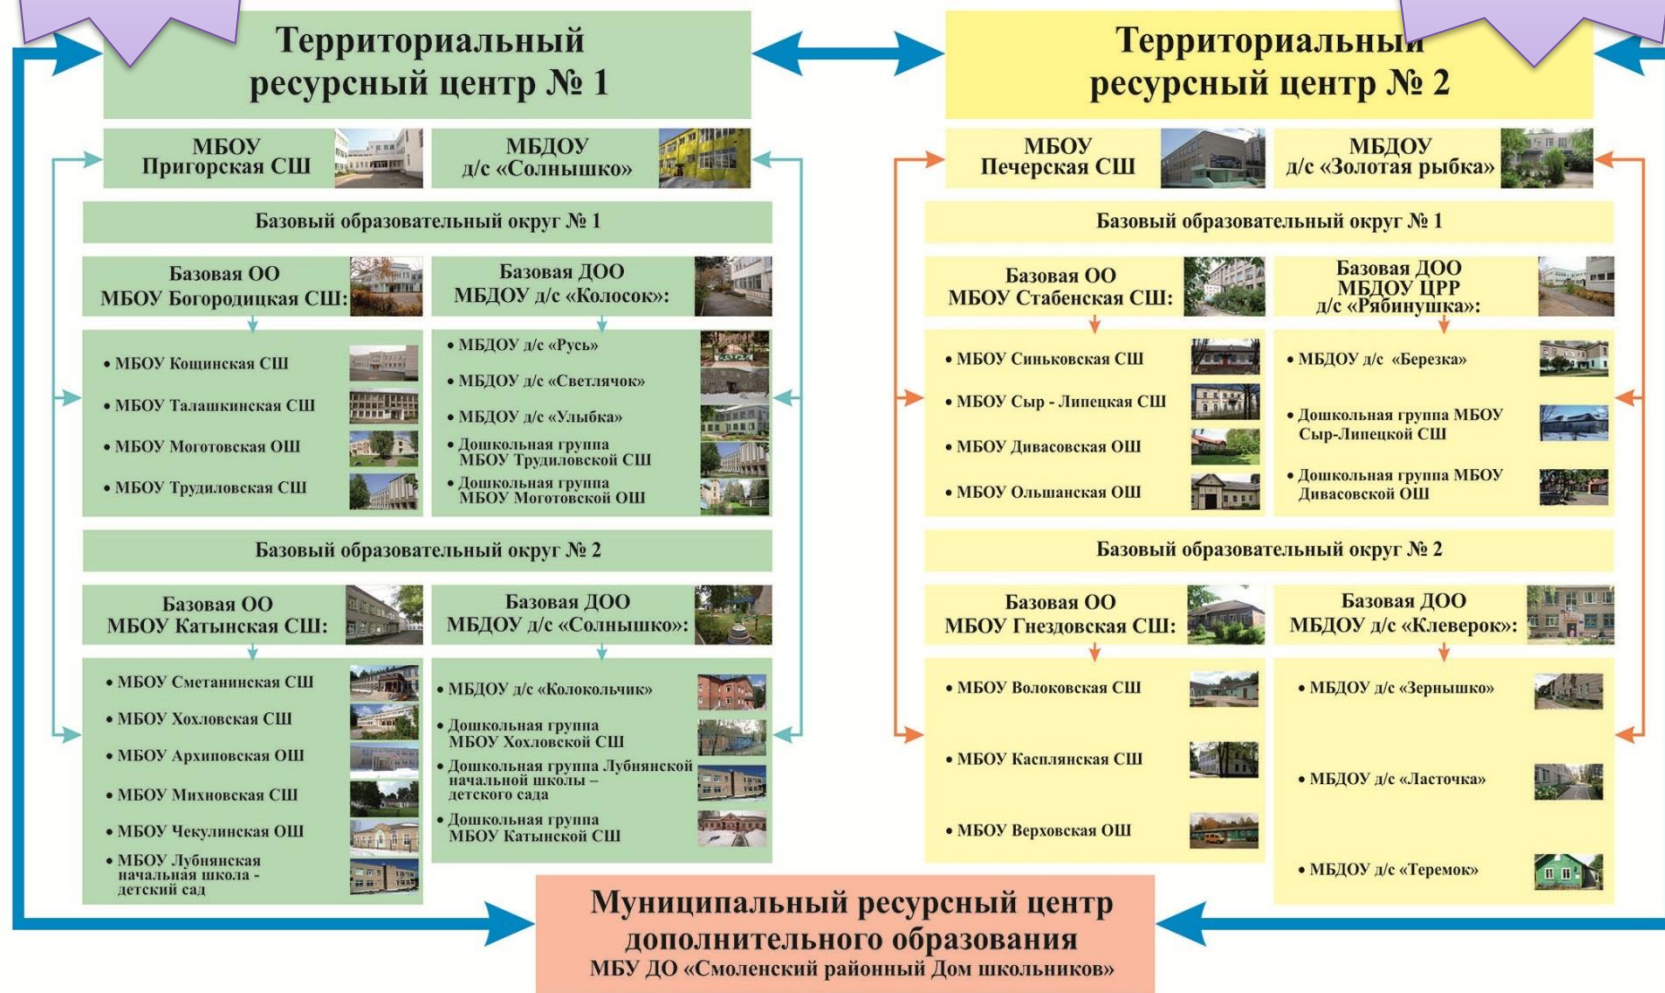 Территориальный
ресурсный центр № 1
МБОУ
Пригорская СШ
МБДОУ
д/с «Солнышко»
Базовый образовательный округ № 1
Базовая ОО
МБОУ Богородицкая СШ:
• МБОУ Кощинская СШ
• МБОУ Талашкинская СШ
• МБОУ Моготовская ОШ
• МБОУ Трудиловская СШ
Базовая ДОО
МБДОУ д/с «Колосок»:
• МБДОУ д/с «Русь»
• МБДОУ д/с «Светлячок»
• МБДОУ д/с «Улыбка»
• Дошкольная группа
МБОУ Трудиловской СШ
• Дошкольная группа
МБОУ Моготовской ОШ
Базовый образовательный округ № 2
Базовая ОО
МБОУ Катынская СШ:
• МБОУ Сметанинская СШ
• МБОУ Хохловская СШ
• МБОУ Архиповская ОШ
• МБОУ Михновская СШ
• МБОУ Чекулинская ОШ
• МБОУ Лубнянская
начальная школа -
детский сад
Базовая ДОО
МБДОУ д/с «Солнышко»:
• МБДОУ д/с «Колокольчик»
• Дошкольная группа
МБОУ Хохловской СШ
• Дошкольная группа Лубнянской
начальной школы –
детского сада
• Дошкольная группа
МБОУ Катынской СШ
Территориальный
ресурсный центр № 2
МБОУ
Печерская СШ
МБДОУ
д/с «Золотая рыбка»
Базовый образовательный округ № 1
Базовая ОО
МБОУ Стабенская СШ:
• МБОУ Синьковская СШ
• МБОУ Сыр - Липецкая СШ
• МБОУ Дивасовская ОШ
• МБОУ Ольшанская ОШ
Базовая ДОО
МБДОУ ЦРР
д/с «Рябинушка»:
• МБДОУ д/с «Березка»
• Дошкольная группа МБОУ
Сыр-Липецкой СШ
• Дошкольная группа МБОУ
Дивасовской ОШ
Базовый образовательный округ № 2
Базовая ОО
МБОУ Гнездовская СШ:
• МБОУ Волоковская СШ
• МБОУ Касплянская СШ
• МБОУ Верховская ОШ
Базовая ДОО
МБДОУ д/с «Клеверок»:
• МБДОУ д/с «Зернышко»
• МБДОУ д/с «Ласточка»
• МБДОУ д/с «Теремок»
Муниципальный ресурсный центр
дополнительного образования
МБУ ДО «Смоленский районный Дом школьников»